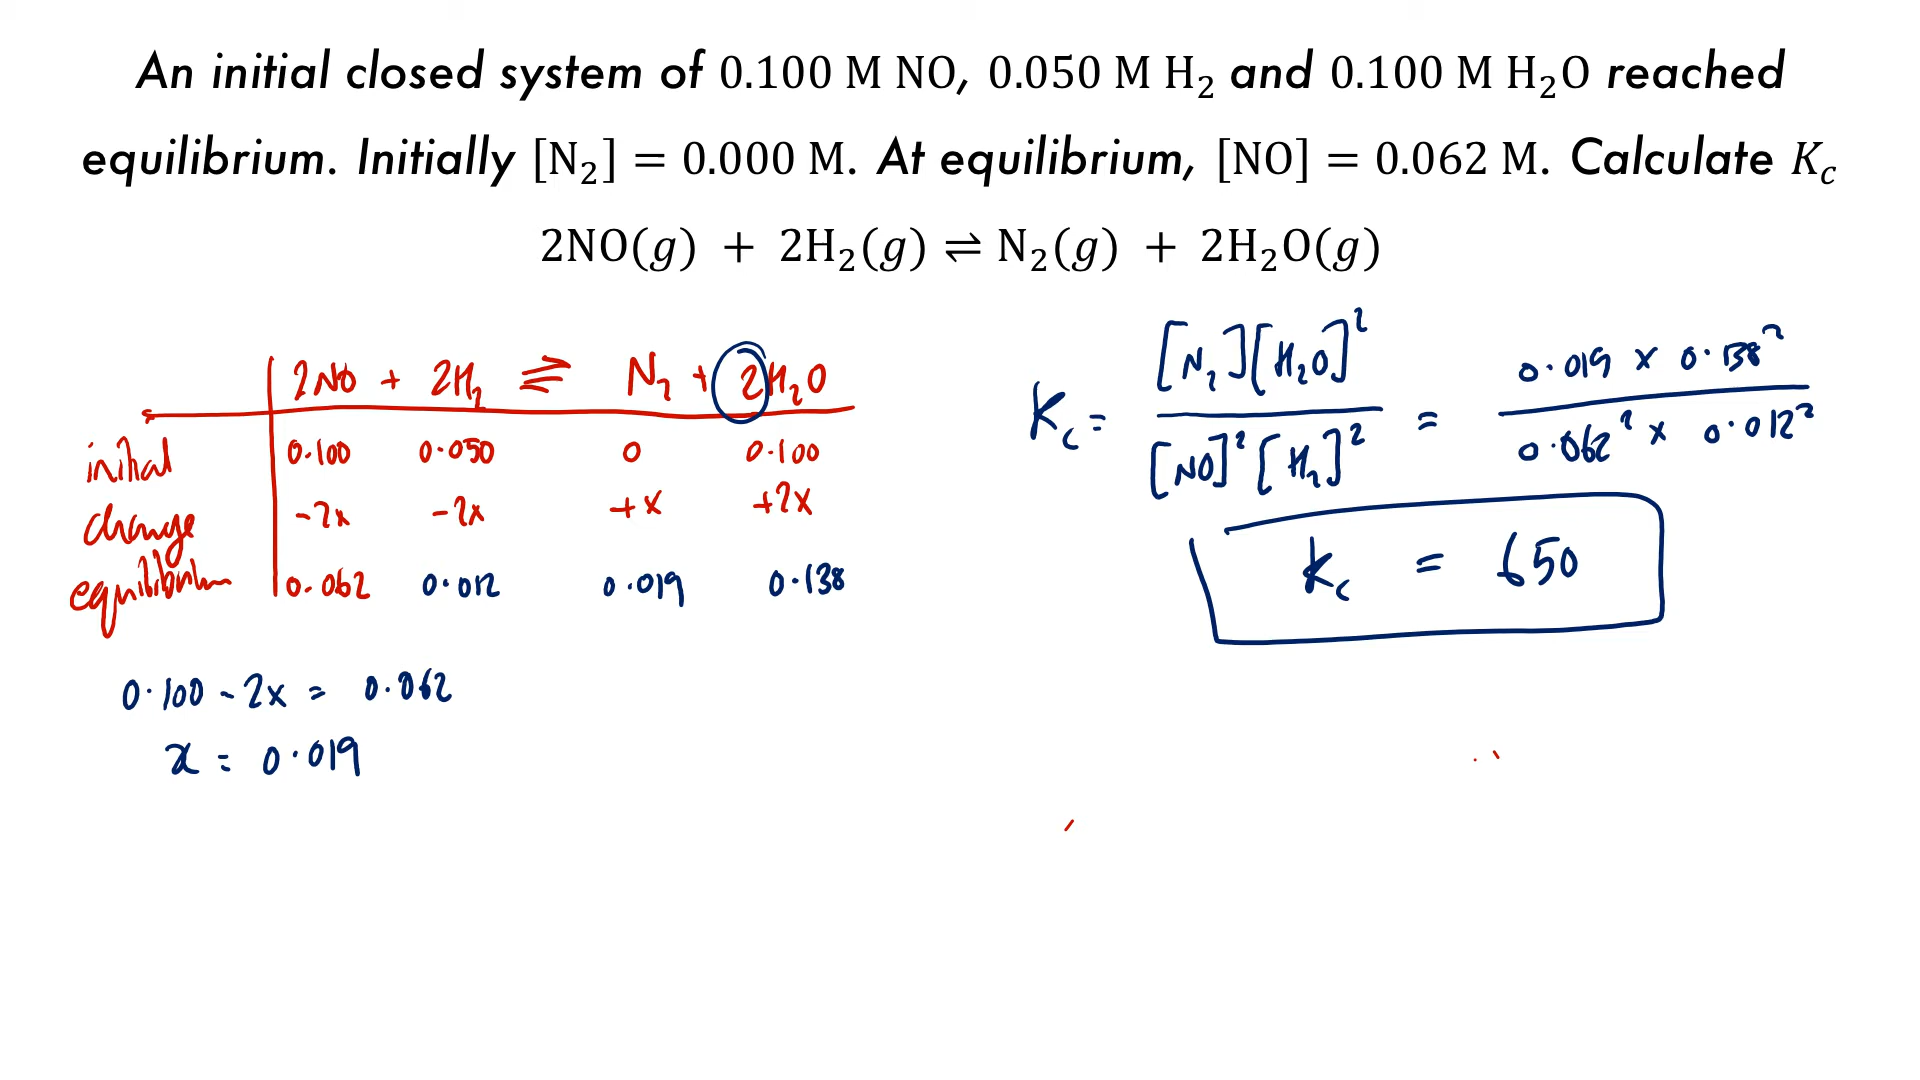 An initial closed system of 0.100 M NO, 0.050 M H₂ and 0.100 M H₂O reached
equilibrium. Initially [N₂] = 0.000 M. At equilibrium, [NO] = 0.062 M. Calculate K꜀
2NO(g) + 2H₂(g) ⇌ N₂(g) + 2H₂O(g)
2NO + 2H₂ ⇌ N₂ + 2H₂O
initial 0.100 0.050 0 0.100
change -2x -2x +x +2x
equilibrium 0.062 0.012 0.019 0.138
0.100 - 2x = 0.062
x = 0.019
Kc = [N₂][H₂O]² / [NO]² [H₂]² = 0.019 x 0.138² / 0.062² x 0.012²
Kc = 650